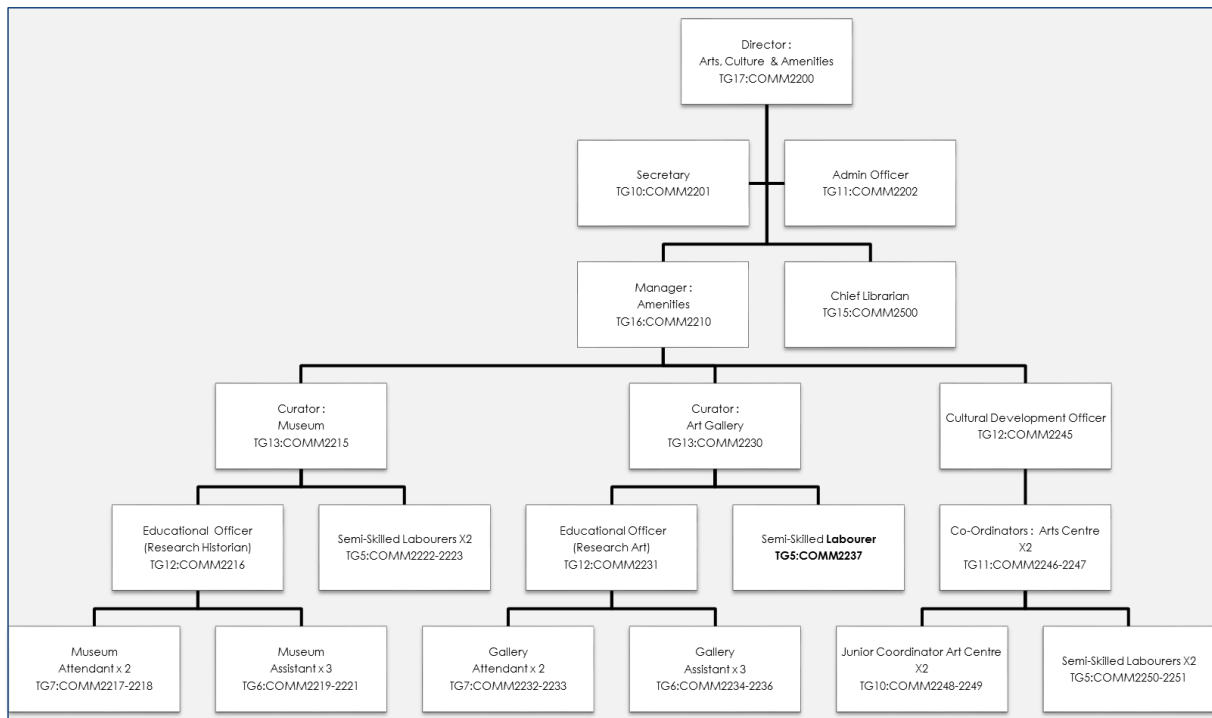 Director :
Arts, Culture & Amenities
TG17:COMM2200
Secretary
TG10:COMM2201
Admin Officer
TG11:COMM2202
Manager :
Amenities
TG16:COMM2210
Chief Librarian
TG15:COMM2500
Curator :
Museum
TG13:COMM2215
Curator :
Art Gallery
TG13:COMM2230
Cultural Development Officer
TG12:COMM2245
Educational Officer
(Research Historian)
TG12:COMM2216
Semi-Skilled Labourers X2
TG5:COMM2222-2223
Educational Officer
(Research Art)
TG12:COMM2231
Semi-Skilled Labourer
TG5:COMM2237
Co-Ordinators : Arts Centre
X2
TG11:COMM2246-2247
Museum
Attendant x 2
TG7:COMM2217-2218
Museum
Assistant x 3
TG6:COMM2219-2221
Gallery
Attendant x 2
TG7:COMM2232-2233
Gallery
Assistant x 3
TG6:COMM2234-2236
Junior Coordinator Art Centre
X2
TG10:COMM2248-2249
Semi-Skilled Labourers X2
TG5:COMM2250-2251